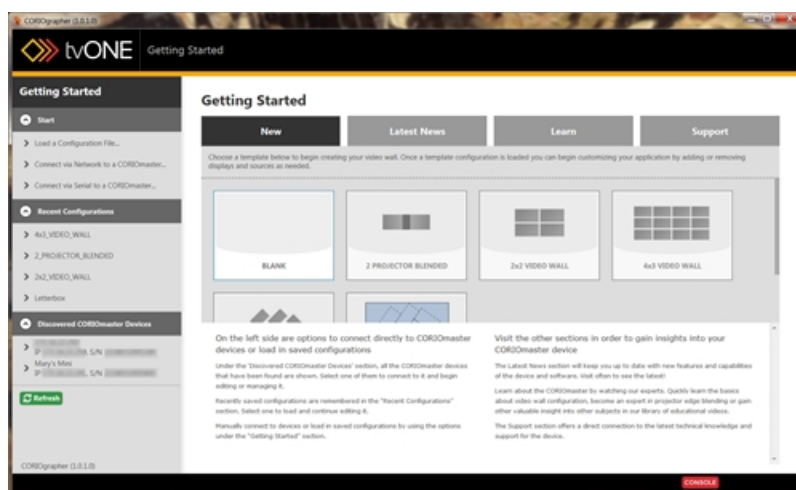 CORIOgrapher (1.0.1.0)
tvONE
Getting Started
Getting Started
Start
Load a Configuration File...
Connect via Network to a CORIOmaster...
Connect via Serial to a CORIOmaster...
Recent Configurations
4x3_VIDEO_WALL
2_PROJECTOR_BLENDED
2x2_VIDEO_WALL
Letterbox
Discovered CORIOmaster Devices
IP S/N
Mary's Mini
IP S/N
Refresh
CORIOgrapher (1.0.1.0)
Getting Started
New
Latest News
Learn
Support
Choose a template below to begin creating your video wall. Once a template configuration is loaded you can begin customizing your application by adding or removing
displays and sources as needed.
BLANK
2 PROJECTOR BLENDED
2x2 VIDEO WALL
4x3 VIDEO WALL
On the left side are options to connect directly to CORIOmaster
devices or load in saved configurations
Under the 'Discovered CORIOmaster Devices' section, all the CORIOmaster devices
that have been found are shown. Select one of them to connect to it and begin
editing or managing it.
Recently saved configurations are remembered in the "Recent Configurations"
section. Select one to load and continue editing it.
Manually connect to devices or load in saved configurations by using the options
under the "Getting Started" section.
Visit the other sections in order to gain insights into your
CORIOmaster device
The Latest News section will keep you up to date with new features and capabilities
of the device and software. Visit often to see the latest!
Learn about the CORIOmaster by watching our experts. Quickly learn the basics
about video wall configuration, become an expert in projector edge blending or gain
other valuable insight into other subjects in our library of educational videos.
The Support section offers a direct connection to the latest technical knowledge and
support for the device.
CONSOLE